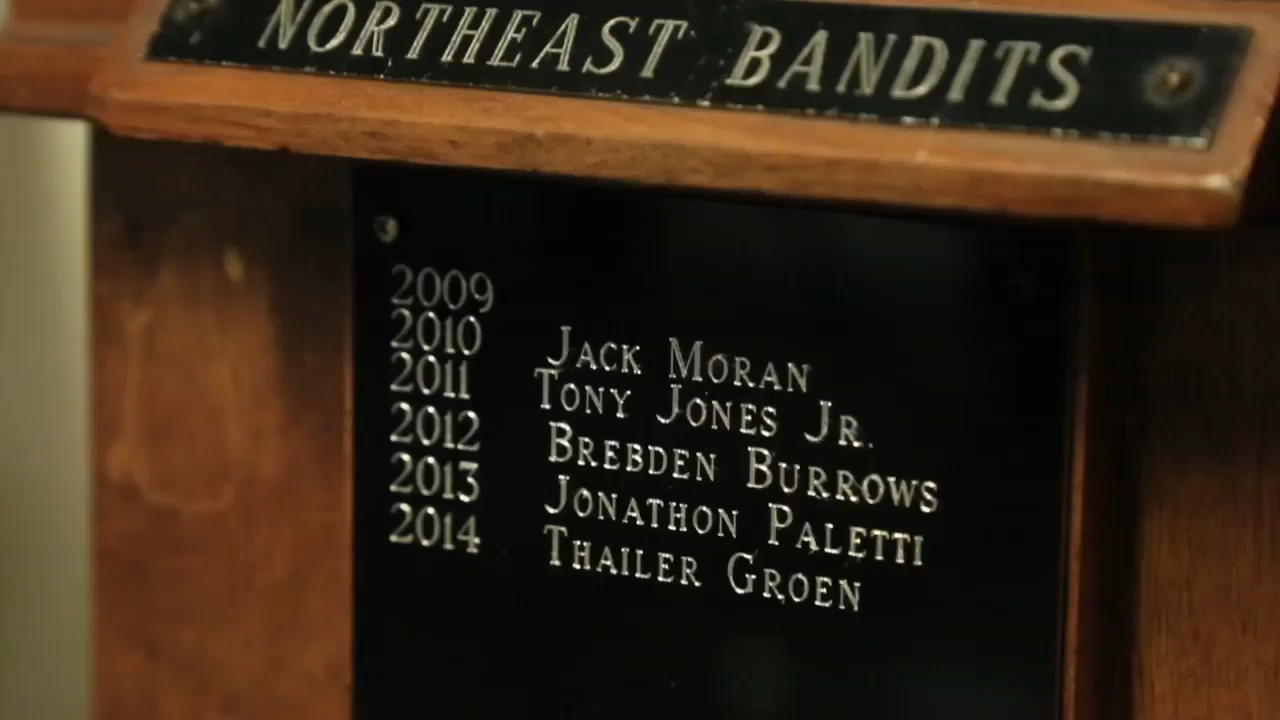 NORTHEAST BANDITS
2009
2010 JACK MORAN
2011 TONY JONES JR.
2012 BREBDEN BURROWS
2013 JONATHON PALETTI
2014 THAILER GROEN